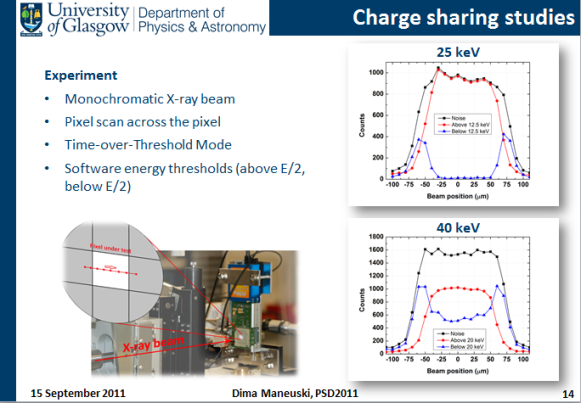 University of Glasgow
Department of Physics & Astronomy
Charge sharing studies
Experiment
• Monochromatic X-ray beam
• Pixel scan across the pixel
• Time-over-Threshold Mode
• Software energy thresholds (above E/2,
below E/2)
Pixel under test
X-ray beam
25 keV
Counts
1000
800
600
400
200
0
Noise
Above 12.5 keV
Below 12.5 keV
-100 -75 -50 -25 0 25 50 75 100
Beam position (μm)
40 keV
Counts
1800
1600
1400
1200
1000
800
600
400
200
0
Noise
Above 20 keV
Below 20 keV
-100 -75 -50 -25 0 25 50 75 100
Beam position (μm)
15 September 2011
Dima Maneuski, PSD2011
14